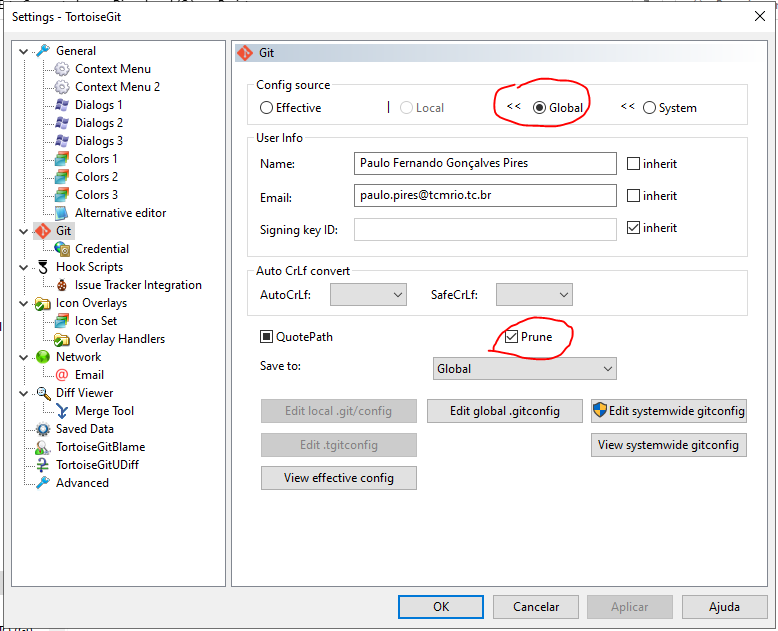 Settings - TortoiseGit
General
Context Menu
Context Menu 2
Dialogs 1
Dialogs 2
Dialogs 3
Colors 1
Colors 2
Colors 3
Alternative editor
Git
Credential
Hook Scripts
Issue Tracker Integration
Icon Overlays
Icon Set
Overlay Handlers
Network
Email
Diff Viewer
Merge Tool
Saved Data
TortoiseGitBlame
TortoiseGitUDiff
Advanced
Git
Config source
Effective | Local << Global << System
User Info
Name: Paulo Fernando Gonçalves Pires inherit
Email: paulo.pires@tcmrio.tc.br inherit
Signing key ID: inherit
Auto CrLf convert
AutoCrLf: SafeCrLf:
QuotePath Prune
Save to: Global
Edit local .git/config Edit global .gitconfig Edit systemwide gitconfig
Edit .tgitconfig View systemwide gitconfig
View effective config
OK Cancelar Aplicar Ajuda